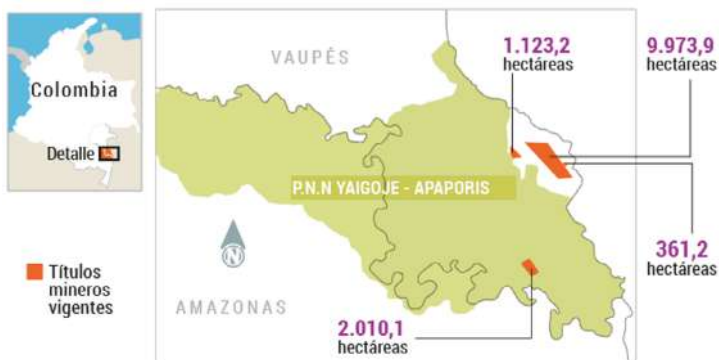 Colombia
Detalle
Títulos
mineros
vigentes
VAUPÉS
1.123,2
hectáreas
9.973,9
hectáreas
P.N.N YAIGOJE - APAPORIS
N
361,2
hectáreas
AMAZONAS
2.010,1
hectáreas